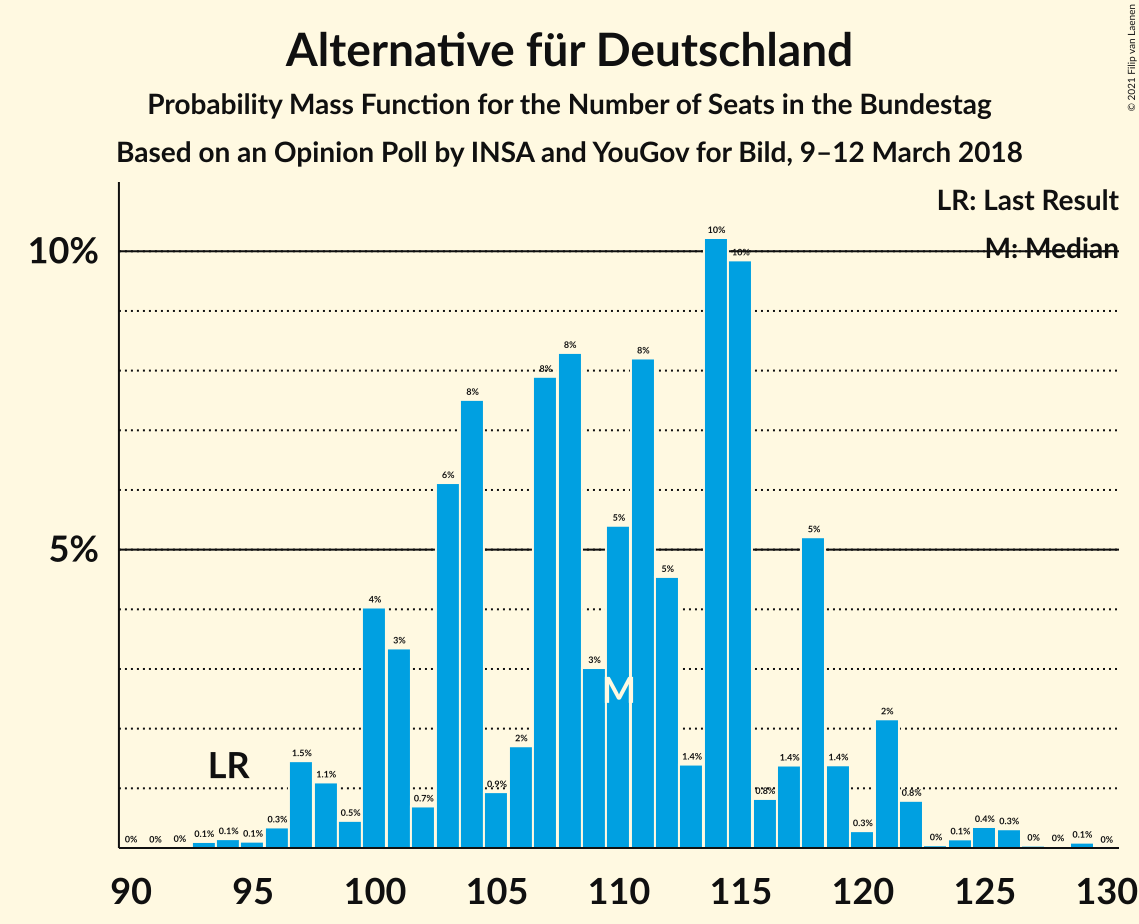 Alternative für Deutschland
Probability Mass Function for the Number of Seats in the Bundestag
Based on an Opinion Poll by INSA and YouGov for Bild, 9–12 March 2018
© 2021 Filip van Laenen
LR: Last Result
M: Median
10%
5%
0% 0% 0% 0.1% 0.1% 0.1% 0.3% 1.5% 1.1% 0.5% 4% 3% 0.7% 6% 8% 0.9% 2% 8% 8% 3% 5% 8% 5% 1.4% 10% 10% 0.8% 1.4% 5% 1.4% 0.3% 2% 0.8% 0% 0.1% 0.4% 0.3% 0% 0% 0.1% 0%
LR
M
90 95 100 105 110 115 120 125 130